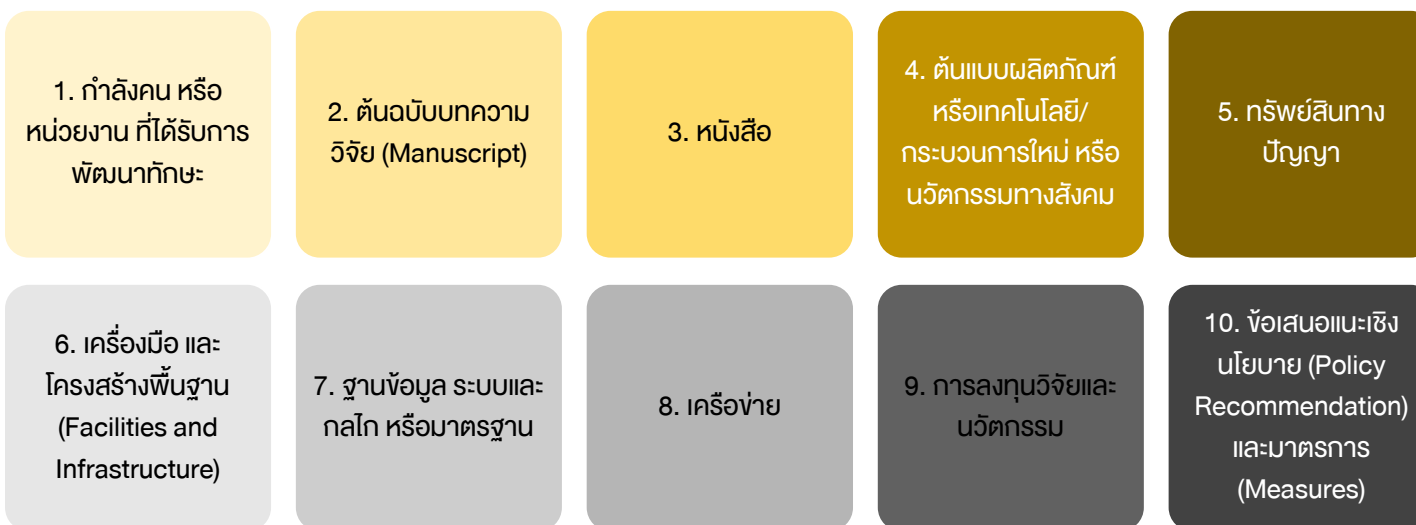 1. กำลังคน หรือ
หน่วยงาน ที่ได้รับการ
พัฒนาทักษะ
2. ต้นฉบับบทความ
วิจัย (Manuscript)
3. หนังสือ
4. ต้นแบบผลิตภัณฑ์
หรือเทคโนโลยี/
กระบวนการใหม่ หรือ
นวัตกรรมทางสังคม
5. ทรัพย์สินทาง
ปัญญา
6. เครื่องมือ และ
โครงสร้างพื้นฐาน
(Facilities and
Infrastructure)
7. ฐานข้อมูล ระบบและ
กลไก หรือมาตรฐาน
8. เครือข่าย
9. การลงทุนวิจัยและ
นวัตกรรม
10. ข้อเสนอแนะเชิง
นโยบาย (Policy
Recommendation)
และมาตรการ
(Measures)